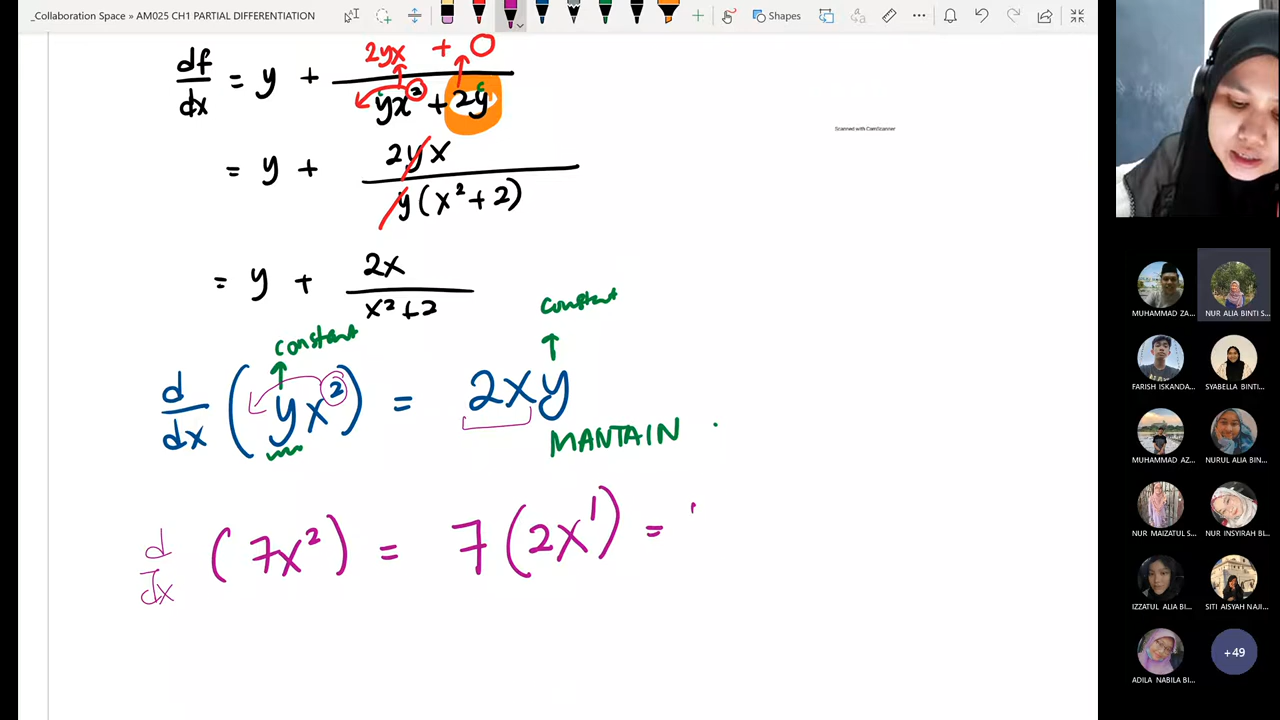 _Collaboration Space » AM025 CH1 PARTIAL DIFFERENTIATION
Shapes
2yx + 0
df/dx = y + ─── yx² + 2y
Scanned with CamScanner
= y + 2yx / y(x² + 2)
= y + 2x / x² + 2
constant
constant
d/dx (yx²) = 2xy
MANTAIN
d/dx (7x²) = 7(2x¹) =
MUHAMMAD ZA...
NUR ALIA BINTI S...
FARISH ISKANDA...
SYABELLA BINTI...
MUHAMMAD AZ...
NURUL ALIA BIN...
NUR MAIZATUL S...
NUR INSYIRAH BI...
IZZATUL ALIA BI...
SITI AISYAH NAJI...
ADILA NABILA BI...
+49